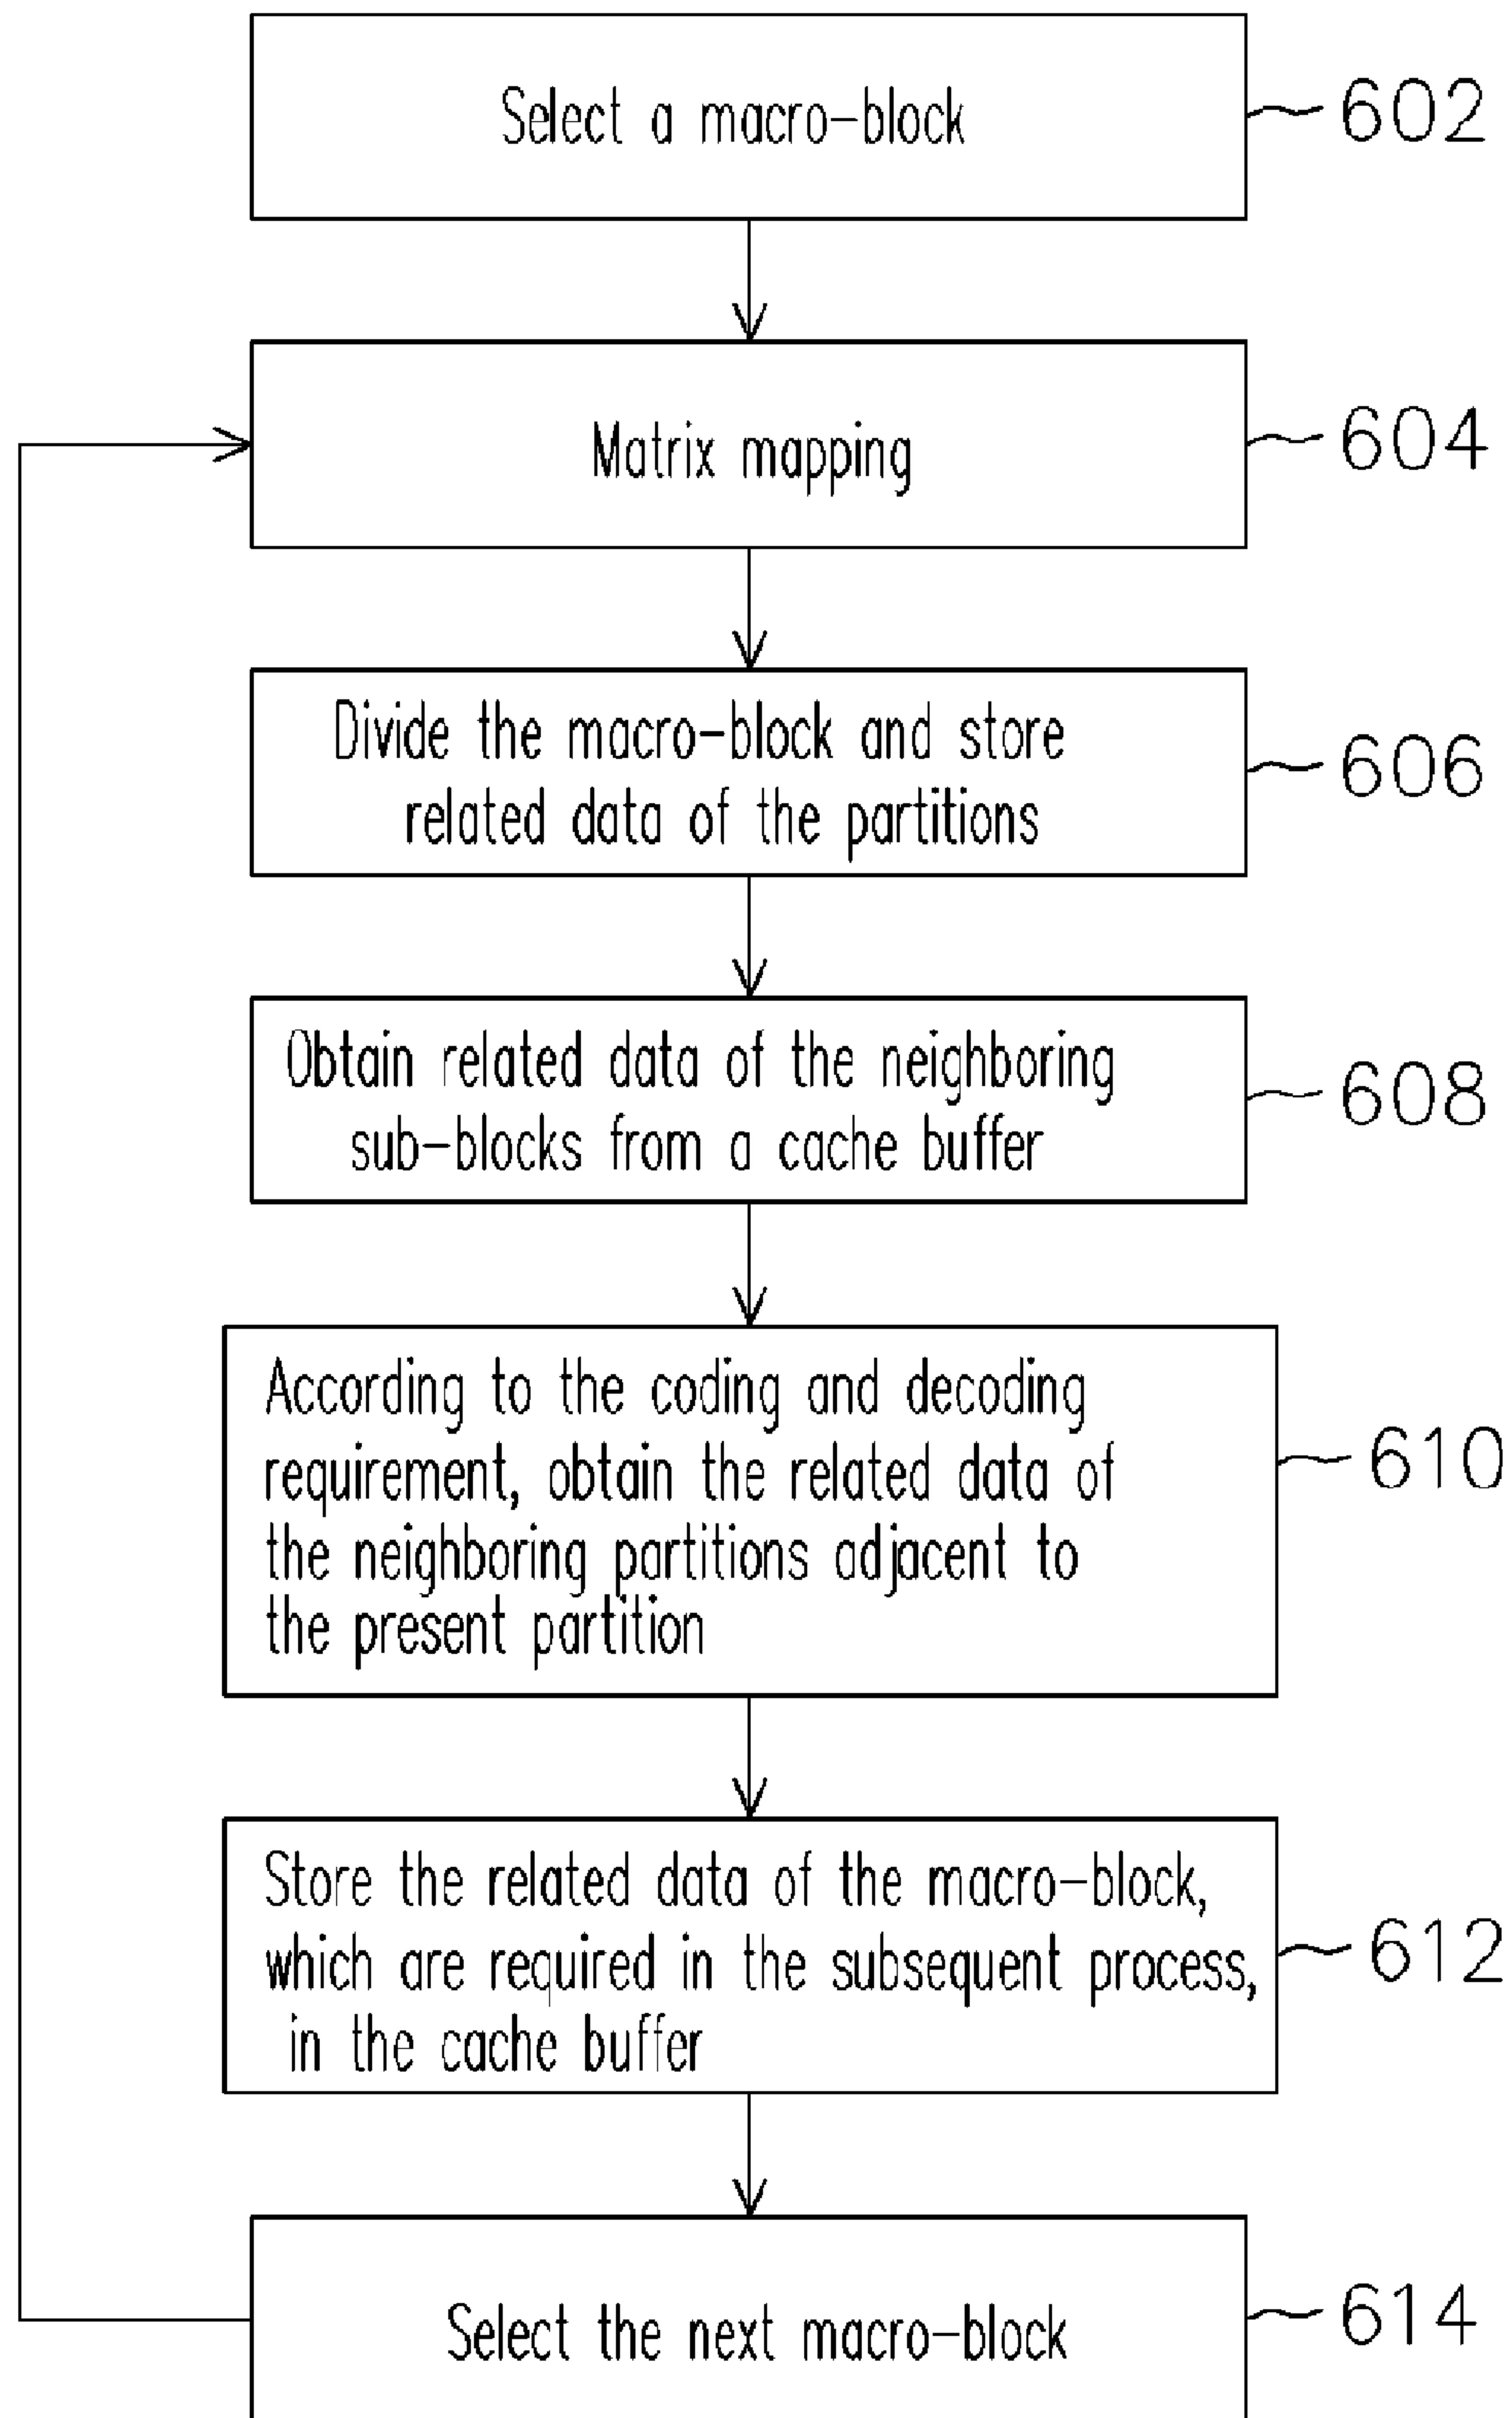 Select a macro-block
602
Matrix mapping
604
Divide the macro-block and store
related data of the partitions
606
Obtain related data of the neighboring
sub-blocks from a cache buffer
608
According to the coding and decoding
requirement, obtain the related data of
the neighboring partitions adjacent to
the present partition
610
Store the related data of the macro-block,
which are required in the subsequent process,
in the cache buffer
612
Select the next macro-block
614